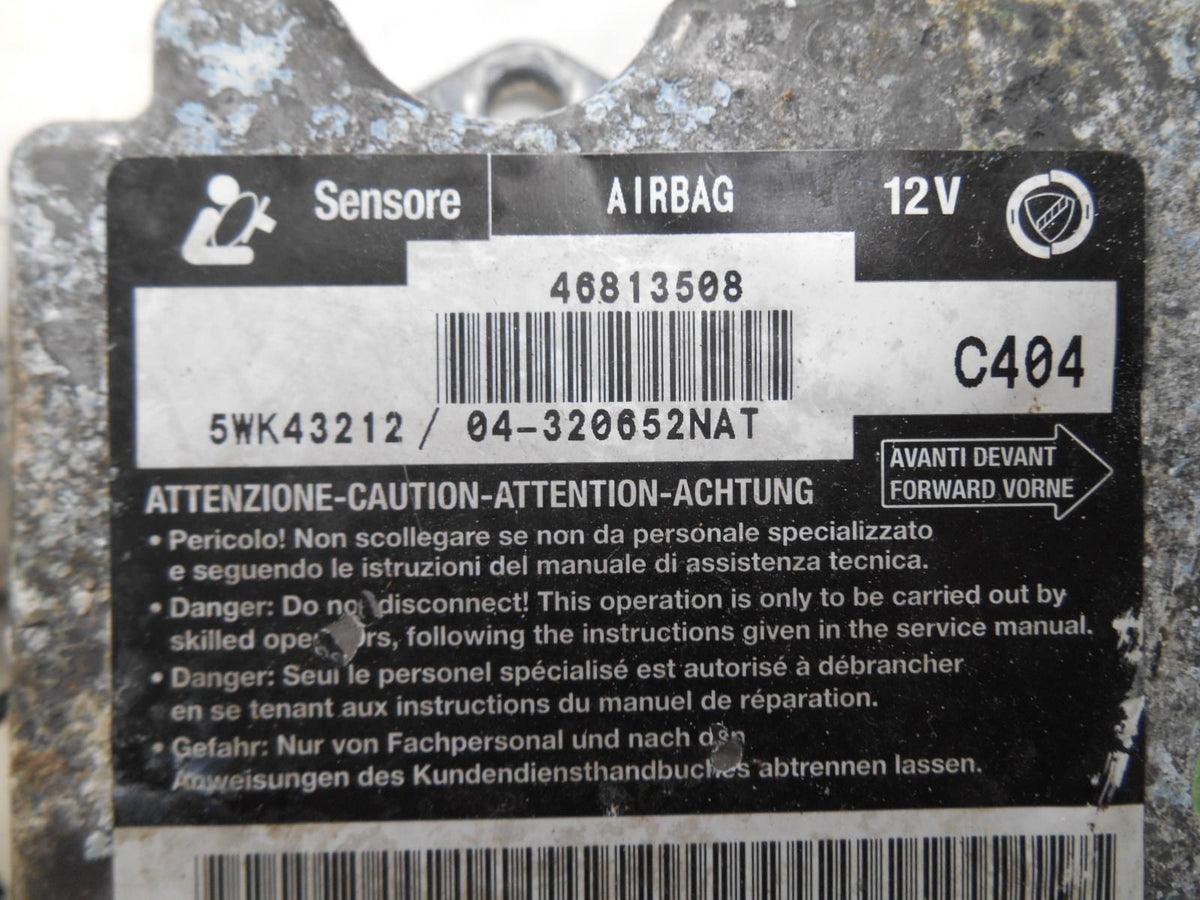 Sensore AIRBAG 12V
46813508
C404
5WK43212 / 04-320652NAT
AVANTI DEVANT
FORWARD VORNE
ATTENZIONE-CAUTION-ATTENTION-ACHTUNG
• Pericolo! Non scollegare se non da personale specializzato
e seguendo le istruzioni del manuale di assistenza tecnica.
• Danger: Do disconnect! This operation is only to be carried out by
skilled following the instructions given in the service manual.
• Danger: Seul le personel spécialisé est autorisé à débrancher
en se tenant aux instructions du manuel de réparation.
• Gefahr: Nur von Fachpersonal und nach den
Anweisungen des Kundendiensthandbuches abtrennen lassen.